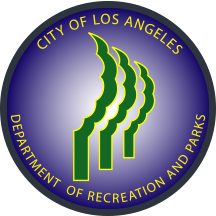 CITY OF LOS ANGELES
DEPARTMENT OF RECREATION AND PARKS